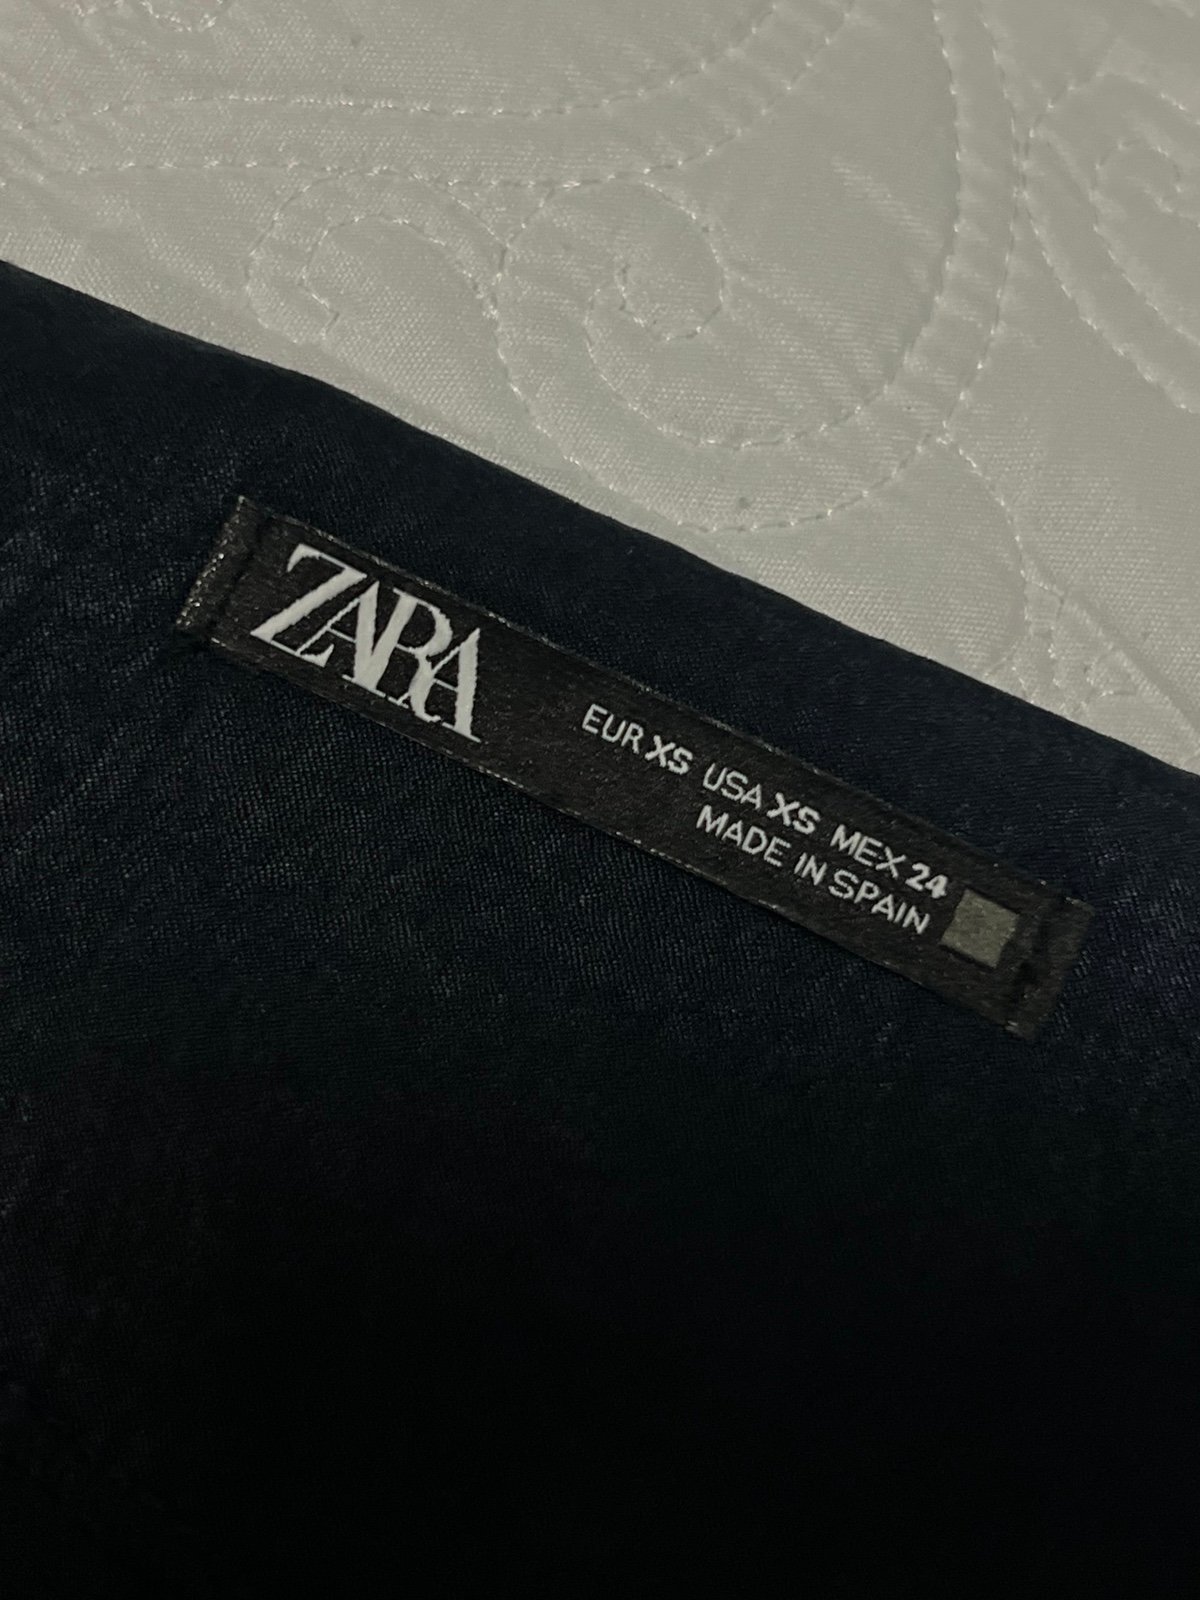 ZARA
EUR XS USA XS MEX 24
MADE IN SPAIN